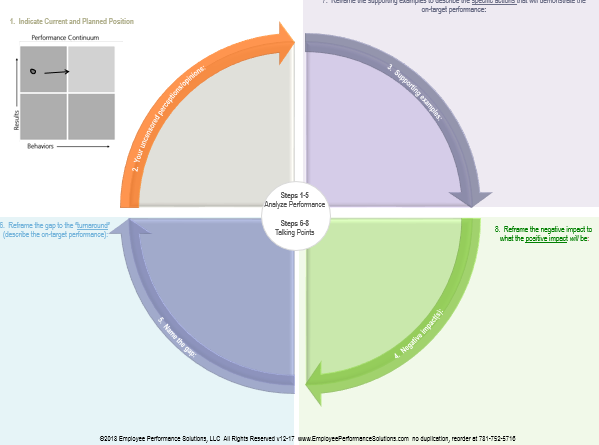 7. Reframe the supporting examples to describe the specific actions that will demonstrate the
on-target performance:
1. Indicate Current and Planned Position
Performance Continuum
Results
Behaviors
2. Your uncensored perceptions/opinions:
3. Supporting examples:
Steps 1-5
Analyze Performance
Steps 6-8
Talking Points
6. Reframe the gap to the "turnaround"
(describe the on-target performance):
8. Reframe the negative impact to
what the positive impact will be:
5. Name the gap:
4. Negative impact(s):
©2013 Employee Performance Solutions, LLC All Rights Reserved v12-17 www.EmployeePerformanceSolutions.com no duplication, reorder at 781-752-5716